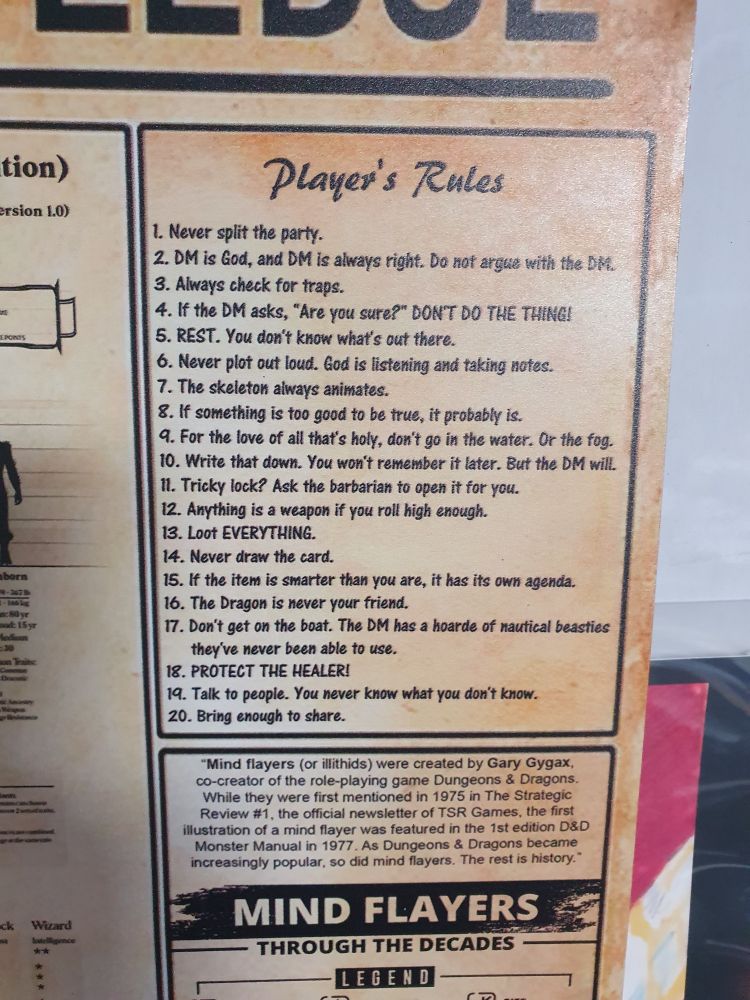 tion)
ersion 1.0)
E POINTS
Player's Rules
1. Never split the party.
2. DM is God, and DM is always right. Do not argue with the DM.
3. Always check for traps.
4. If the DM asks, "Are you sure?" DON'T DO THE THING!
5. REST. You don't know what's out there.
6. Never plot out loud. God is listening and taking notes.
7. The skeleton always animates.
8. If something is too good to be true, it probably is.
9. For the love of all that's holy, don't go in the water. Or the fog.
10. Write that down. You won't remember it later. But the DM will.
11. Tricky lock? Ask the barbarian to open it for you.
12. Anything is a weapon if you roll high enough.
13. Loot EVERYTHING.
14. Never draw the card.
15. If the item is smarter than you are, it has its own agenda.
16. The Dragon is never your friend.
17. Don't get on the boat. The DM has a hoarde of nautical beasties
they've never been able to use.
18. PROTECT THE HEALER!
19. Talk to people. You never know what you don't know.
20. Bring enough to share.
"Mind flayers (or illithids) were created by Gary Gygax,
co-creator of the role-playing game Dungeons & Dragons.
While they were first mentioned in 1975 in The Strategic
Review #1, the official newsletter of TSR Games, the first
illustration of a mind flayer was featured in the 1st edition D&D
Monster Manual in 1977. As Dungeons & Dragons became
increasingly popular, so did mind flayers. The rest is history."
MIND FLAYERS
THROUGH THE DECADES
LEGEND
born
ck Wizard
Intelligence